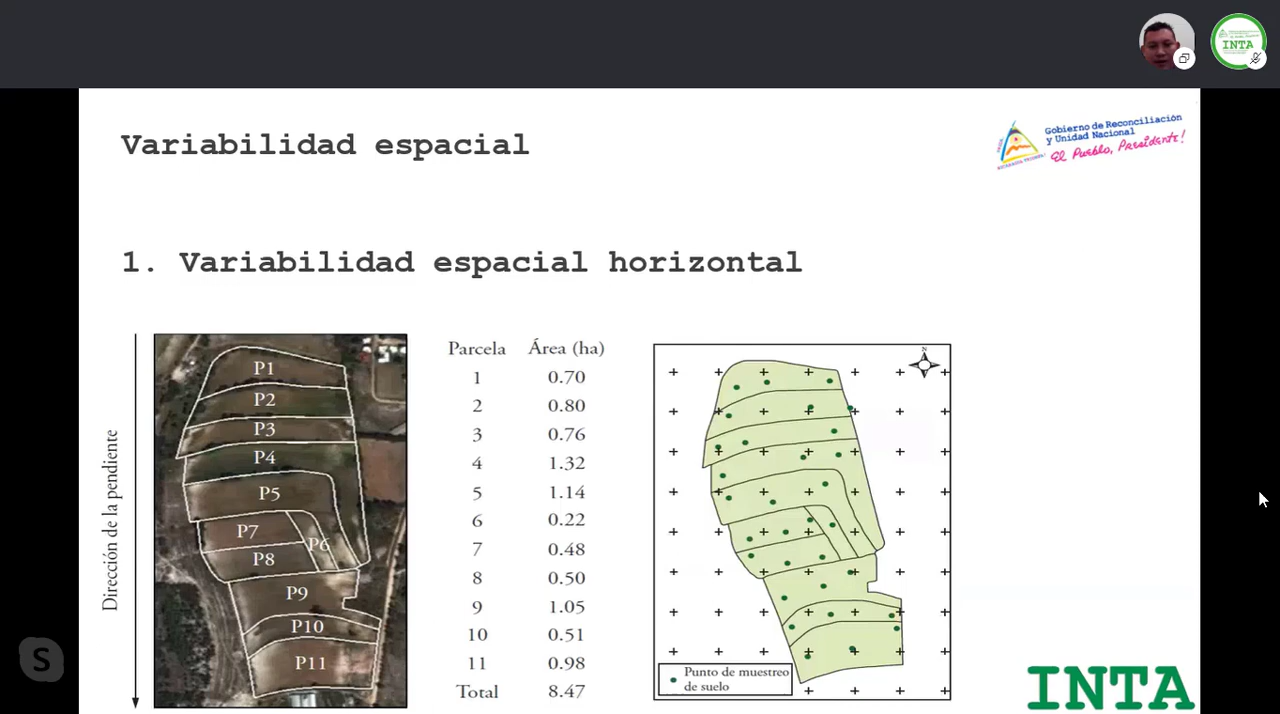 INTA
Variabilidad espacial
Gobierno de Reconciliación
y Unidad Nacional
El Pueblo, Presidente!
1. Variabilidad espacial horizontal
Dirección de la pendiente
P1
P2
P3
P4
P5
P7
P6
P8
P9
P10
P11
Parcela Área (ha)
1 0.70
2 0.80
3 0.76
4 1.32
5 1.14
6 0.22
7 0.48
8 0.50
9 1.05
10 0.51
11 0.98
Total 8.47
N
Punto de muestreo
de suelo
S
INTA